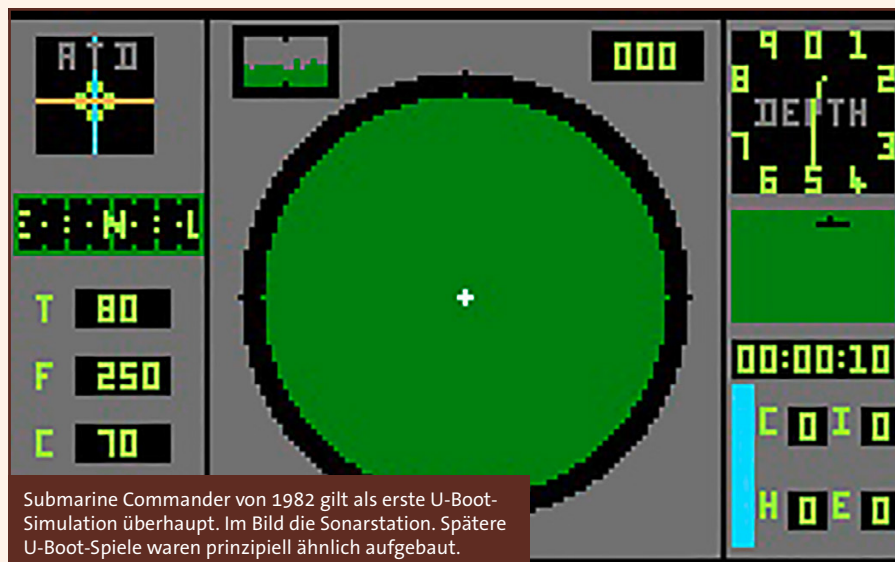 R T D
000
9 0 1
8 2
DEPTH
7 3
6 5 4
N
T 80
F 250
C 70
00:00:10
C 0 I 0
H 0 E 0
Submarine Commander von 1982 gilt als erste U-Boot-
Simulation überhaupt. Im Bild die Sonarstation. Spätere
U-Boot-Spiele waren prinzipiell ähnlich aufgebaut.